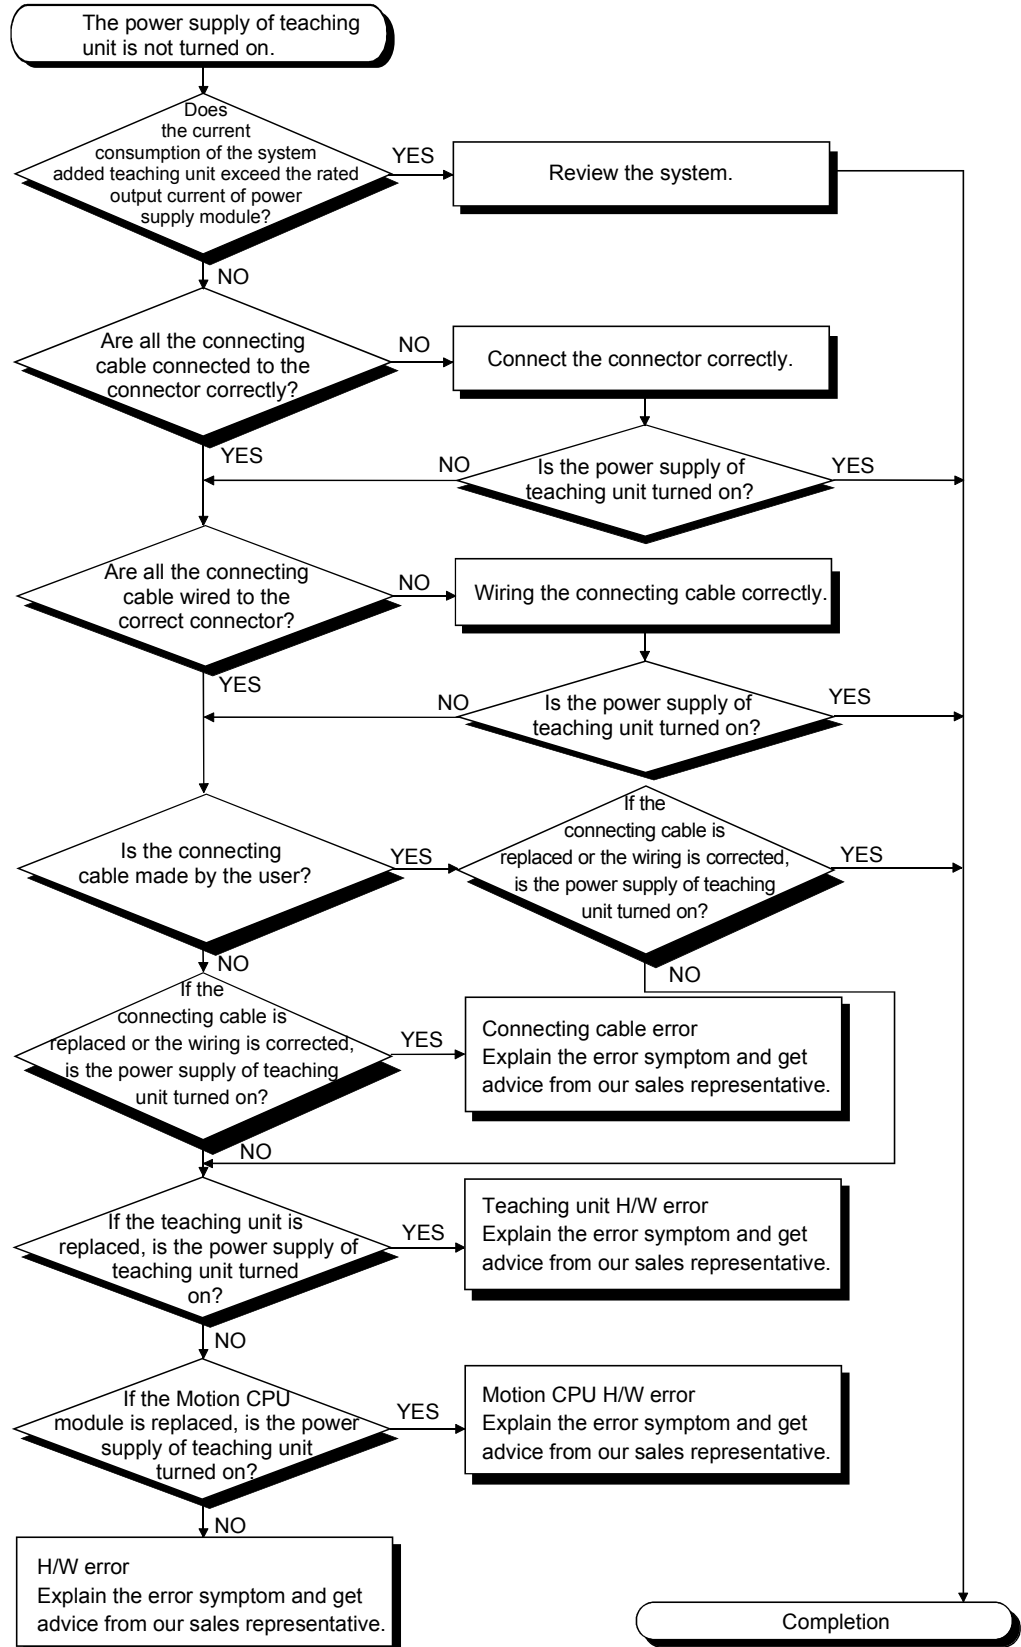 The power supply of teaching
unit is not turned on.
Does
the current
consumption of the system
added teaching unit exceed the rated
output current of power
supply module?
YES
Review the system.
NO
Are all the connecting
cable connected to the
connector correctly?
NO
Connect the connector correctly.
YES
NO
Is the power supply of
teaching unit turned on?
YES
Are all the connecting
cable wired to the
correct connector?
NO
Wiring the connecting cable correctly.
YES
NO
Is the power supply of
teaching unit turned on?
YES
Is the connecting
cable made by the user?
YES
If the
connecting cable is
replaced or the wiring is corrected,
is the power supply of teaching
unit turned on?
YES
NO
NO
If the
connecting cable is
replaced or the wiring is corrected,
is the power supply of teaching
unit turned on?
YES
Connecting cable error
Explain the error symptom and get
advice from our sales representative.
NO
If the teaching unit is
replaced, is the power supply of
teaching unit turned
on?
YES
Teaching unit H/W error
Explain the error symptom and get
advice from our sales representative.
NO
If the Motion CPU
module is replaced, is the power
supply of teaching unit
turned on?
YES
Motion CPU H/W error
Explain the error symptom and get
advice from our sales representative.
NO
H/W error
Explain the error symptom and get
advice from our sales representative.
Completion